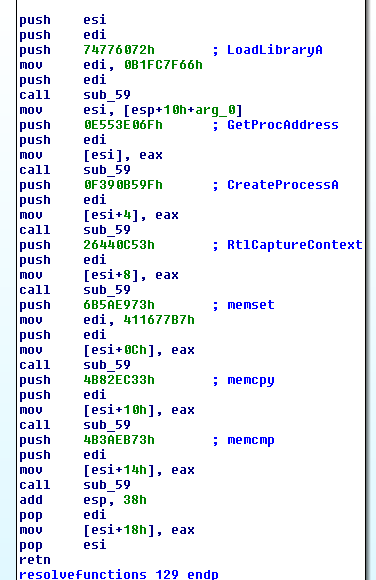 push    esi
push    edi
push    74776072h       ; LoadLibraryA
mov     edi, 0B1FC7F66h
push    edi
call    sub_59
mov     esi, [esp+10h+arg_0]
push    0E553E06Fh      ; GetProcAddress
push    edi
mov     [esi], eax
call    sub_59
push    0F390B59Fh      ; CreateProcessA
push    edi
mov     [esi+4], eax
call    sub_59
push    26440C53h       ; RtlCaptureContext
push    edi
mov     [esi+8], eax
call    sub_59
push    6B5AE973h       ; memset
mov     edi, 411677B7h
push    edi
mov     [esi+0Ch], eax
call    sub_59
push    4B82EC33h       ; memcpy
push    edi
mov     [esi+10h], eax
call    sub_59
push    4B3AEB73h       ; memcmp
push    edi
mov     [esi+14h], eax
call    sub_59
add     esp, 38h
pop     edi
mov     [esi+18h], eax
pop     esi
retn
resolvefunctions 129 endp